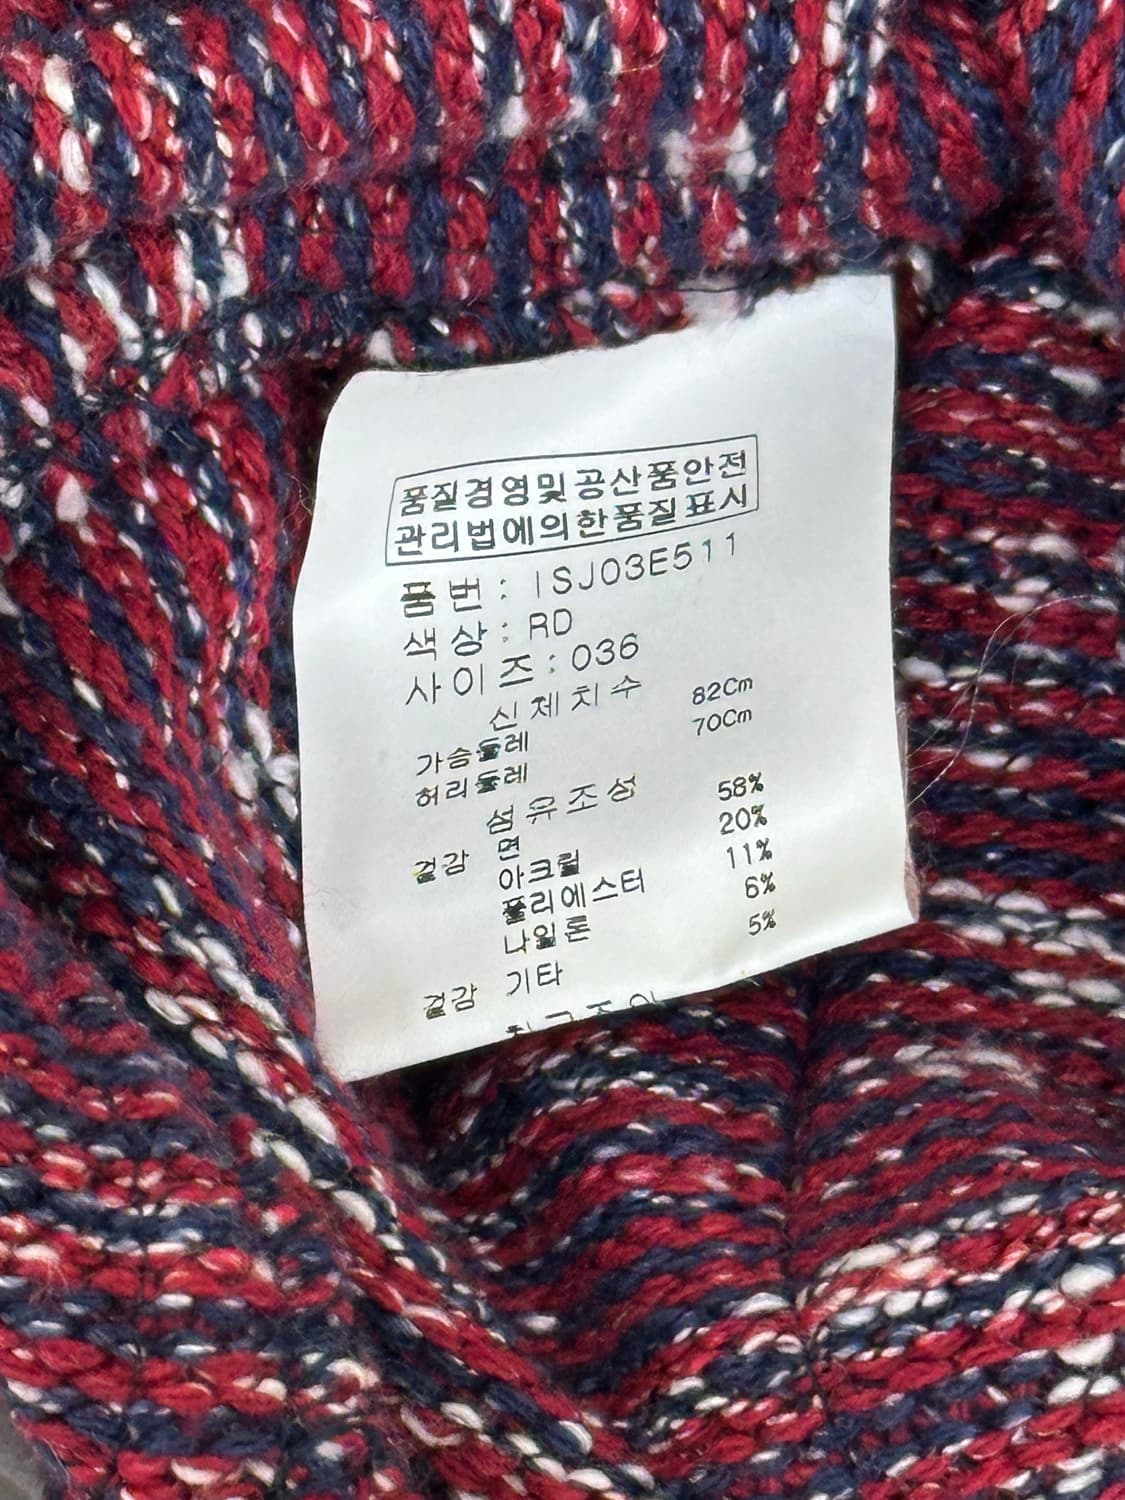 품질경영및공산품안전
관리법에의한품질표시
품 번 : ISJ03E511
색 상 : RD
사 이 즈 : 036
신 체 치 수
가슴둘레 82Cm
허리둘레 70Cm
섬 유 조 성
겉감 면 58%
아크릴 20%
폴리에스터 11%
나일론 6%
겉감 기타 5%